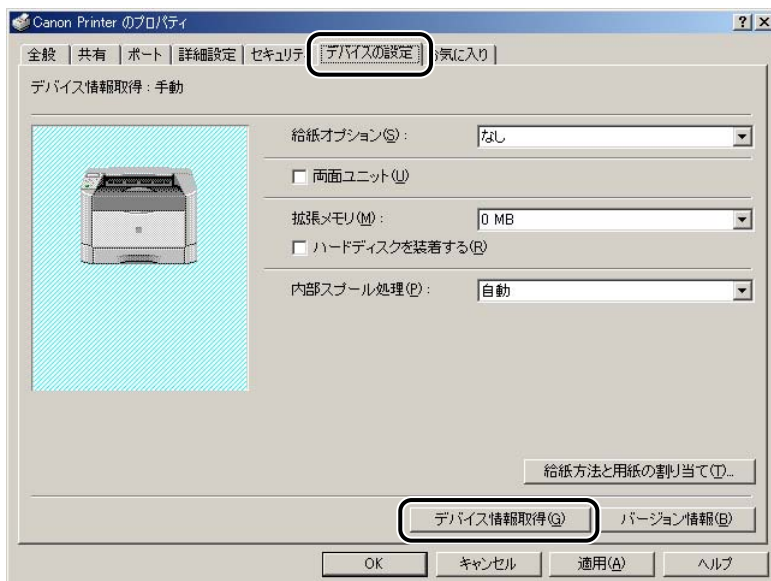 Canon Printer のプロパティ
全般 共有 ポート 詳細設定 セキュリテ デバイスの設定 お気に入り
デバイス情報取得：手動
給紙オプション(S)： なし
両面ユニット(U)
拡張メモリ(M)： 0 MB
ハードディスクを装着する(R)
内部スプール処理(P)： 自動
給紙方法と用紙の割り当て(T)...
デバイス情報取得(G) バージョン情報(B)
OK キャンセル 適用(A) ヘルプ